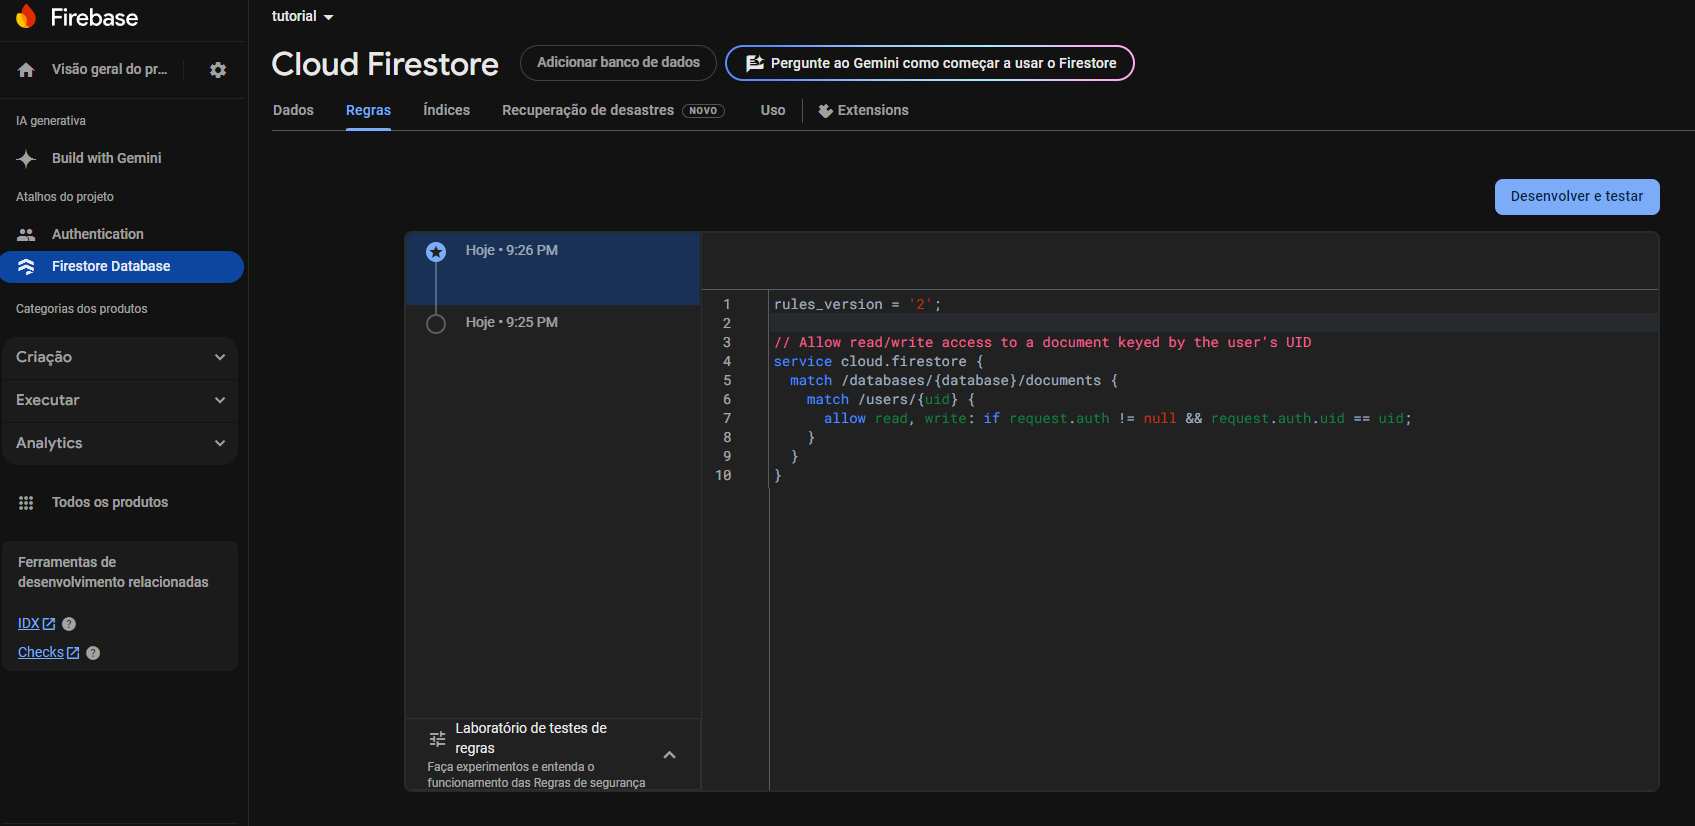 Firebase
Visão geral do pr...
IA generativa
Build with Gemini
Atalhos do projeto
Authentication
Firestore Database
Categorias dos produtos
Criação
Executar
Analytics
Todos os produtos
Ferramentas de
desenvolvimento relacionadas
IDX ?
Checks ?
tutorial
Cloud Firestore
Adicionar banco de dados
Pergunte ao Gemini como começar a usar o Firestore
Dados
Regras
Índices
Recuperação de desastres NOVO
Uso
Extensions
Desenvolver e testar
Hoje • 9:26 PM
Hoje • 9:25 PM
Laboratório de testes de
regras
Faça experimentos e entenda o
funcionamento das Regras de segurança
1 rules_version = '2';
2
3 // Allow read/write access to a document keyed by the user's UID
4 service cloud.firestore {
5   match /databases/{database}/documents {
6     match /users/{uid} {
7       allow read, write: if request.auth != null && request.auth.uid == uid;
8     }
9   }
10 }